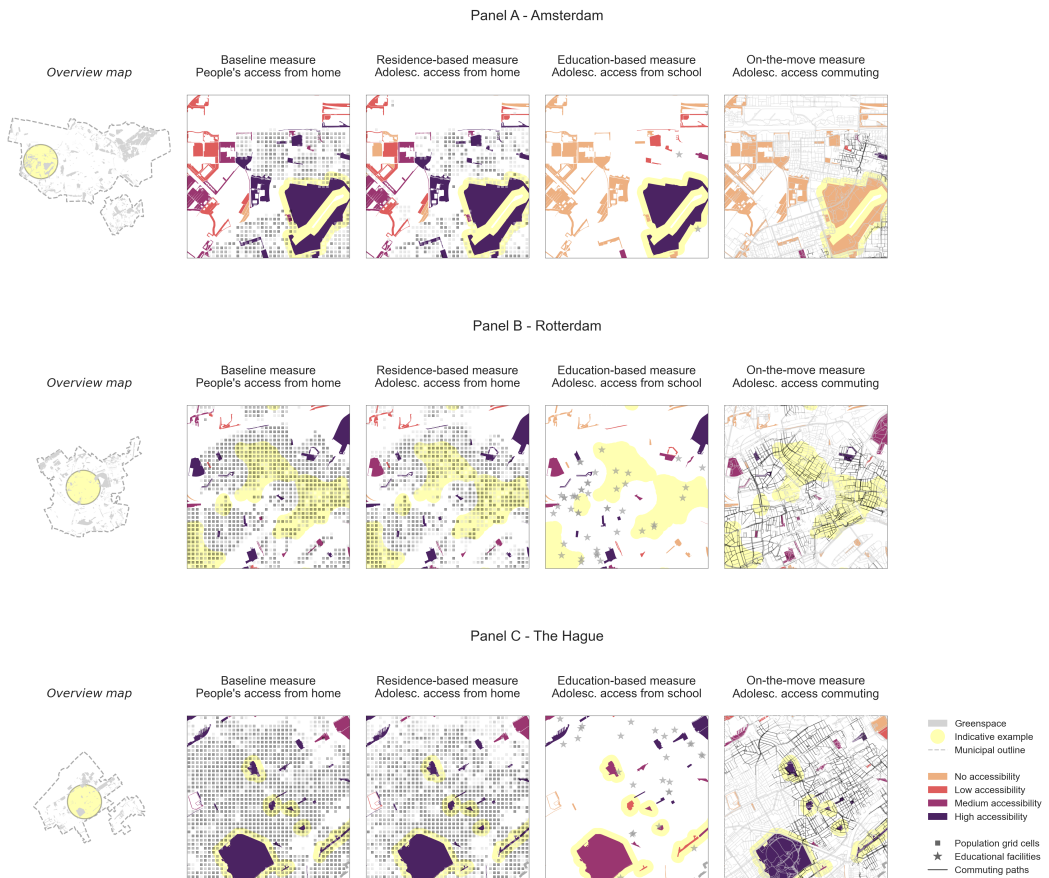 Panel A - Amsterdam
Overview map
Baseline measure
People's access from home
Residence-based measure
Adolesc. access from home
Education-based measure
Adolesc. access from school
On-the-move measure
Adolesc. access commuting
Panel B - Rotterdam
Overview map
Baseline measure
People's access from home
Residence-based measure
Adolesc. access from home
Education-based measure
Adolesc. access from school
On-the-move measure
Adolesc. access commuting
Panel C - The Hague
Overview map
Baseline measure
People's access from home
Residence-based measure
Adolesc. access from home
Education-based measure
Adolesc. access from school
On-the-move measure
Adolesc. access commuting
Greenspace
Indicative example
Municipal outline
No accessibility
Low accessibility
Medium accessibility
High accessibility
Population grid cells
Educational facilities
Commuting paths